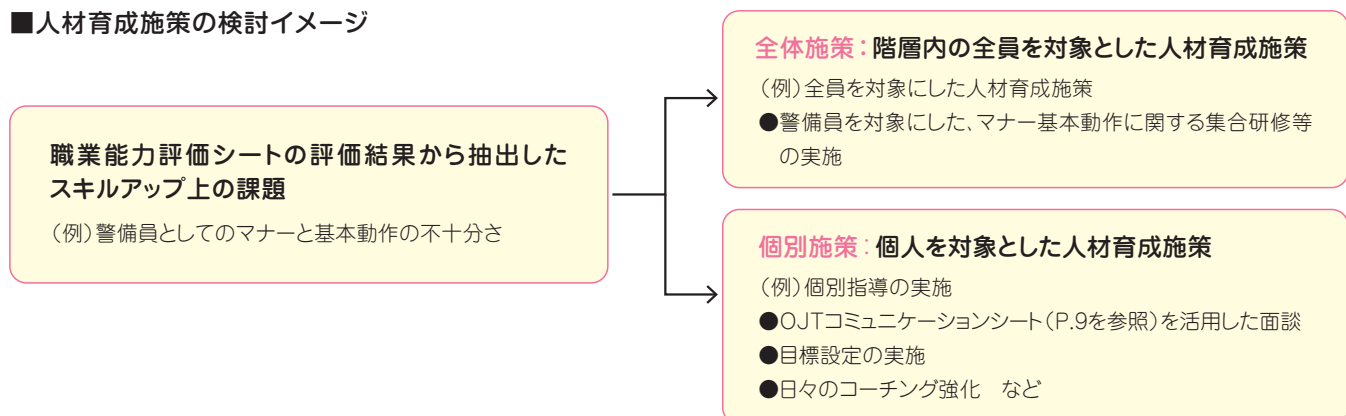 ■人材育成施策の検討イメージ
職業能力評価シートの評価結果から抽出した
スキルアップ上の課題
（例）警備員としてのマナーと基本動作の不十分さ
全体施策：階層内の全員を対象とした人材育成施策
（例）全員を対象にした人材育成施策
●警備員を対象にした、マナー基本動作に関する集合研修等
の実施
個別施策：個人を対象とした人材育成施策
（例）個別指導の実施
●OJTコミュニケーションシート（P.9を参照）を活用した面談
●目標設定の実施
●日々のコーチング強化　など